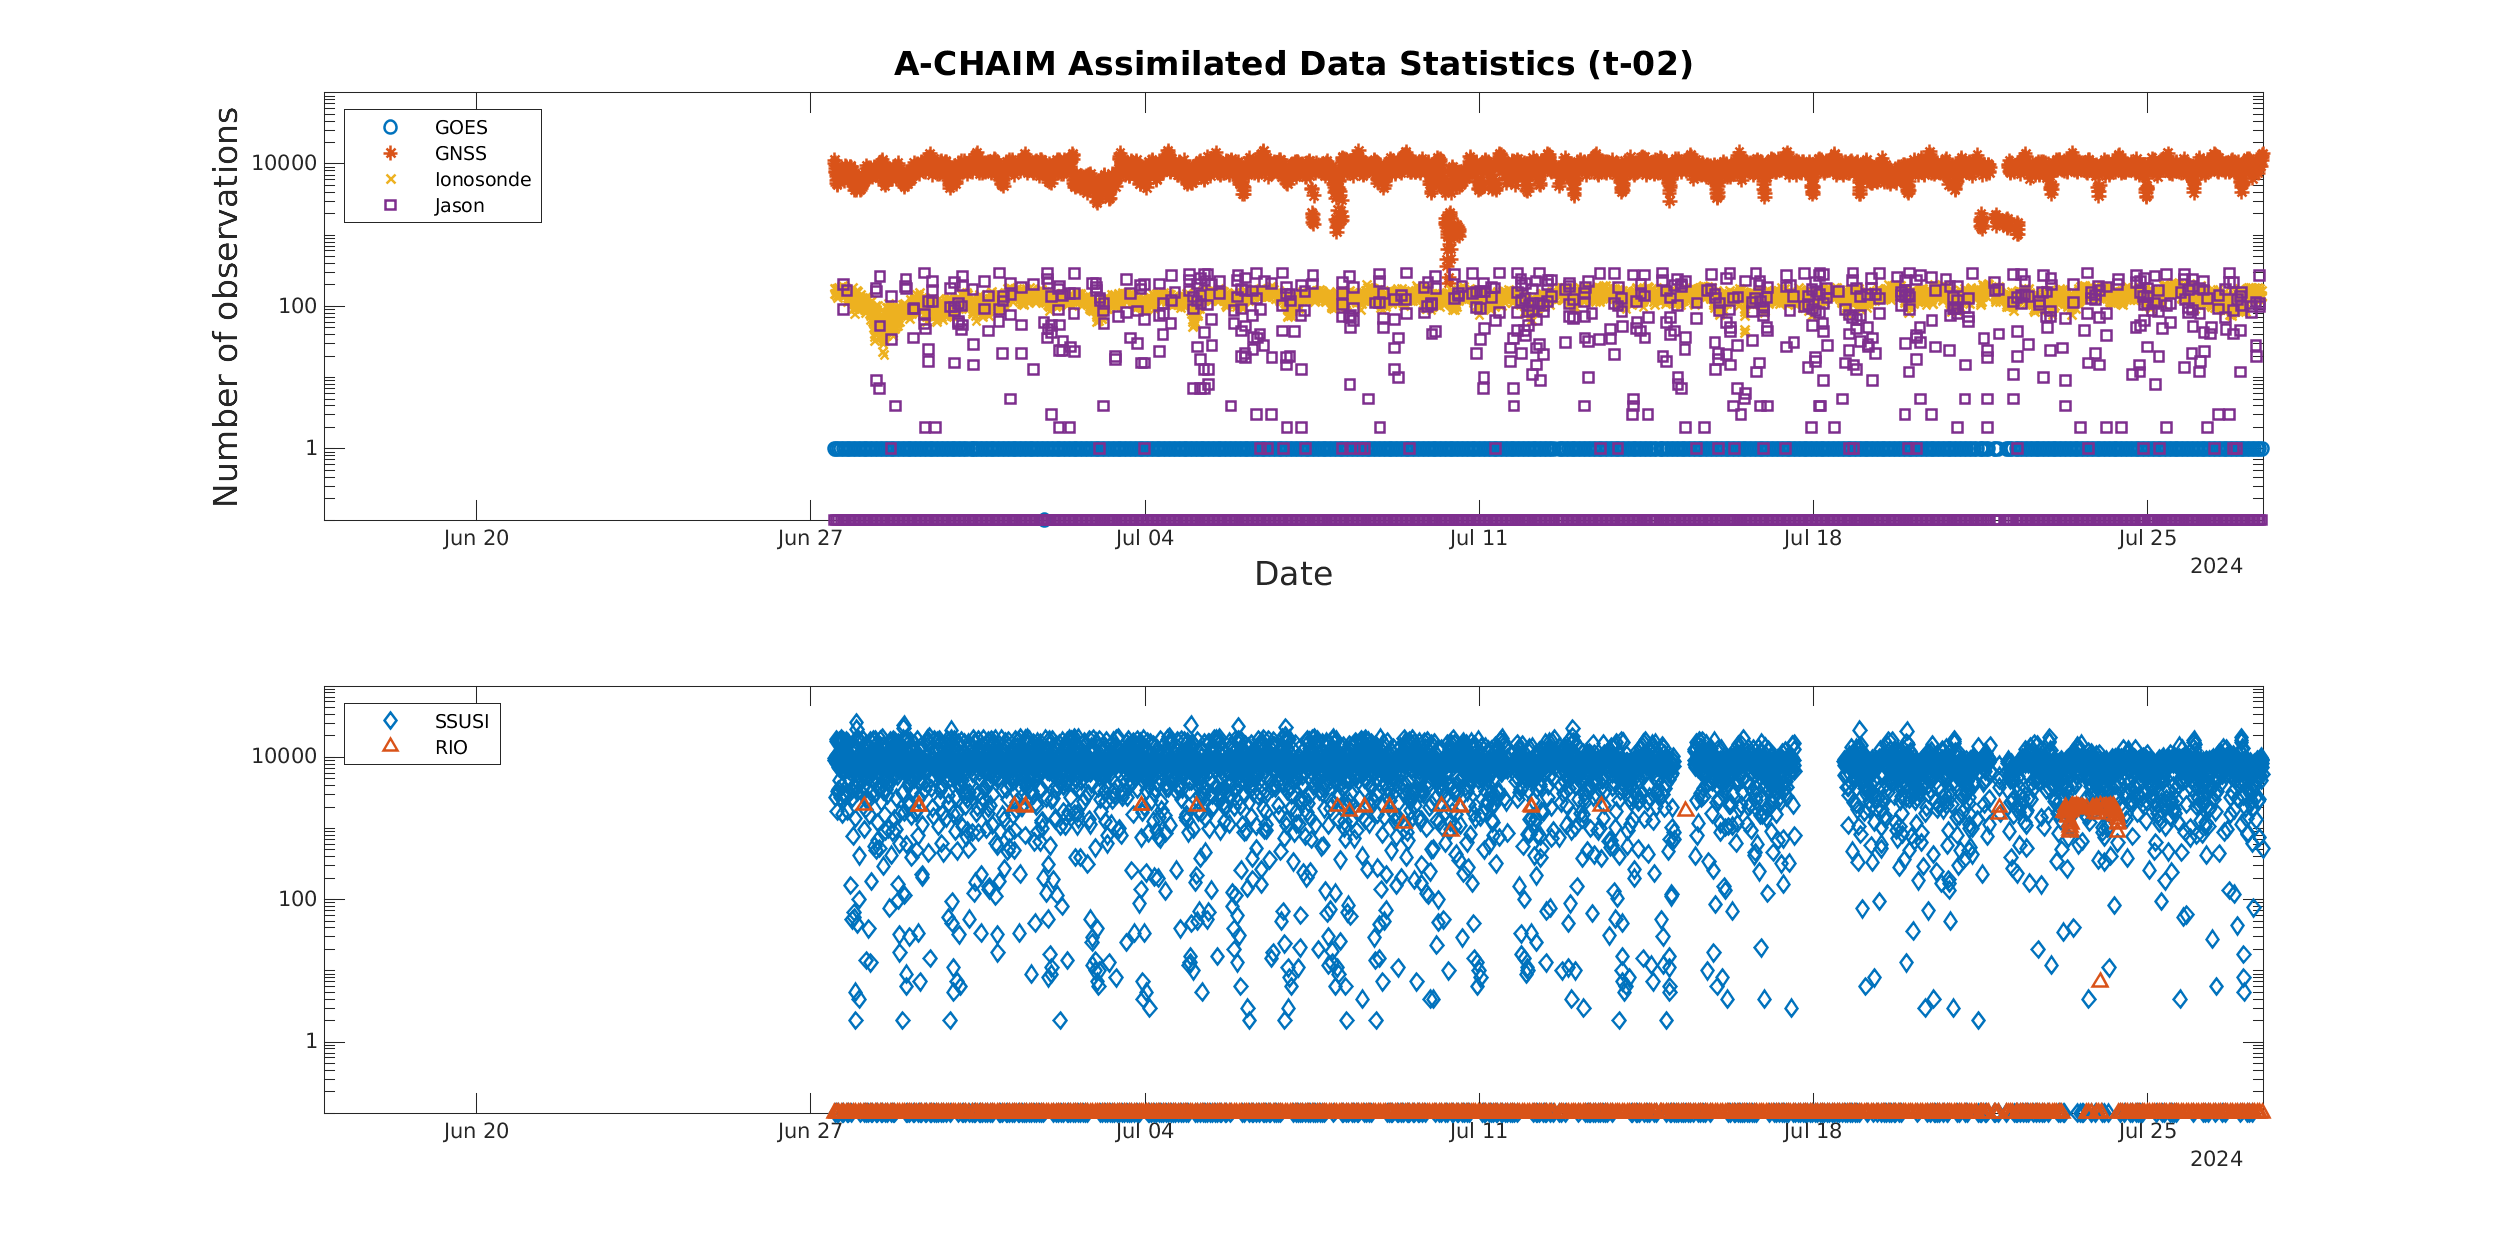 A-CHAIM Assimilated Data Statistics (t-02)
Number of observations
10000
100
1
GOES
GNSS
Ionosonde
Jason
Jun 20
Jun 27
Jul 04
Jul 11
Jul 18
Jul 25
2024
Date
10000
100
1
SSUSI
RIO
Jun 20
Jun 27
Jul 04
Jul 11
Jul 18
Jul 25
2024